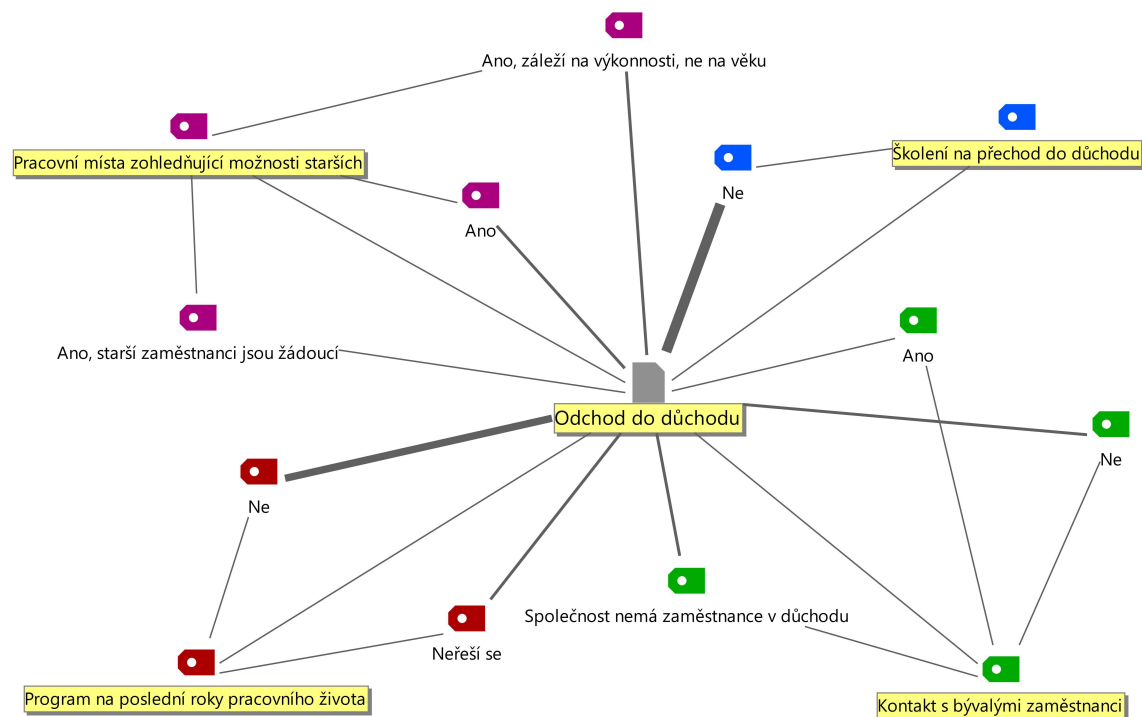 Ano, záleží na výkonnosti, ne na věku
Pracovní místa zohledňující možnosti starších
Školení na přechod do důchodu
Ne
Ano
Ano, starší zaměstnanci jsou žádoucí
Ano
Odchod do důchodu
Ne
Ne
Společnost nemá zaměstnance v důchodu
Neřeší se
Program na poslední roky pracovního života
Kontakt s bývalými zaměstnanci